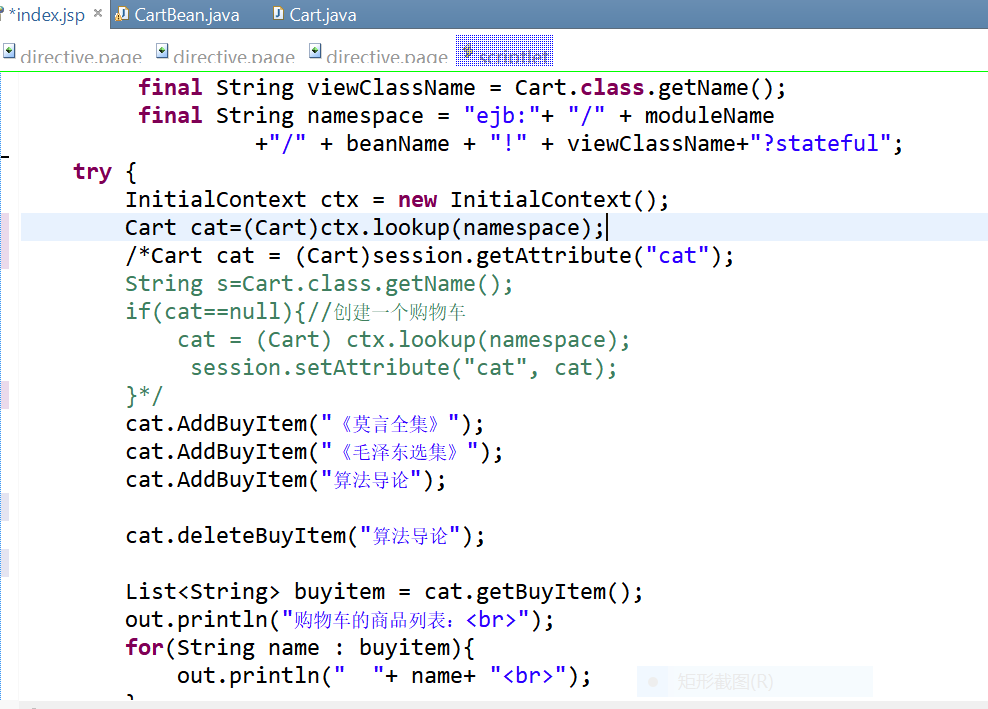 *index.jsp CartBean.java Cart.java
directive.page directive.page directive.page scriptlet
final String viewClassName = Cart.class.getName();
final String namespace = "ejb:"+ "/" + moduleName
+"/" + beanName + "!" + viewClassName+"?stateful";
try {
InitialContext ctx = new InitialContext();
Cart cat=(Cart)ctx.lookup(namespace);
/*Cart cat = (Cart)session.getAttribute("cat");
String s=Cart.class.getName();
if(cat==null){//创建一个购物车
cat = (Cart) ctx.lookup(namespace);
session.setAttribute("cat", cat);
}*/
cat.AddBuyItem("《莫言全集》");
cat.AddBuyItem("《毛泽东选集》");
cat.AddBuyItem("算法导论");
cat.deleteBuyItem("算法导论");
List<String> buyitem = cat.getBuyItem();
out.println("购物车的商品列表：<br>");
for(String name : buyitem){
out.println("  "+ name+ "<br>");
矩形截图(R)